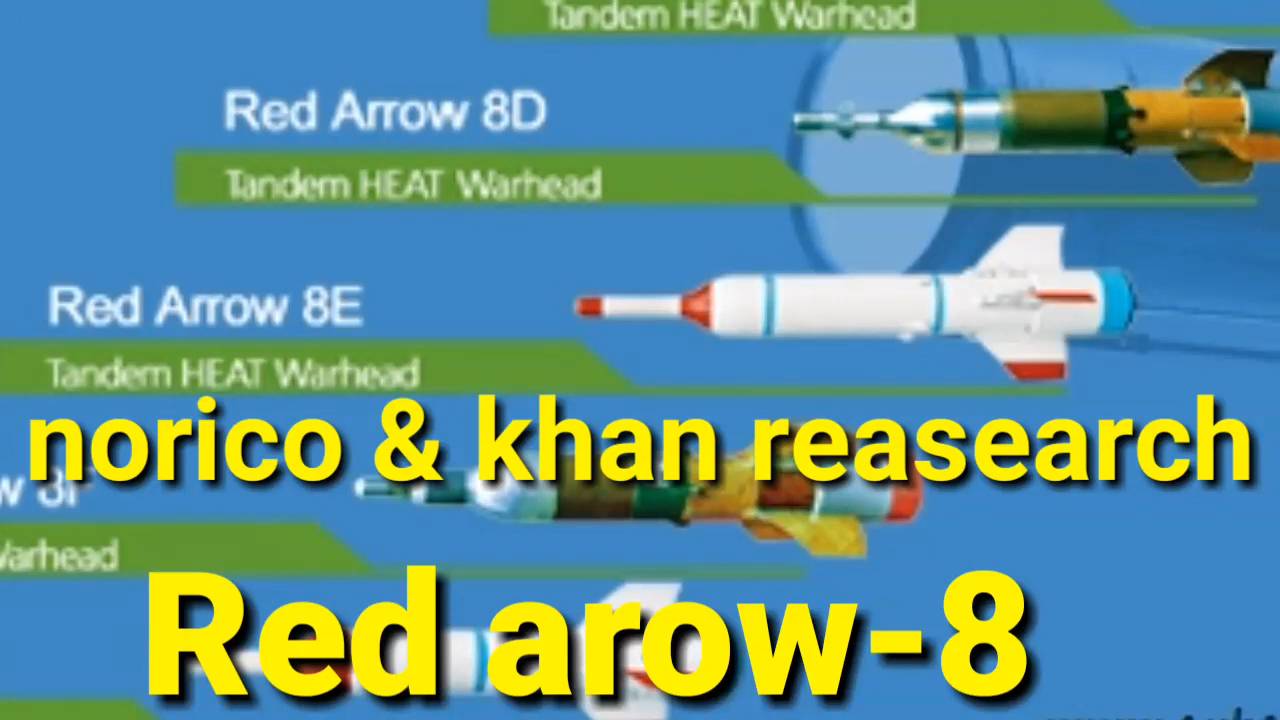 Tandem HEAT Warhead
Red Arrow 8D
Tandem HEAT Warhead
Red Arrow 8E
Tandem HEAT Warhead
norico & khan reasearch
Warhead
Red arow-8